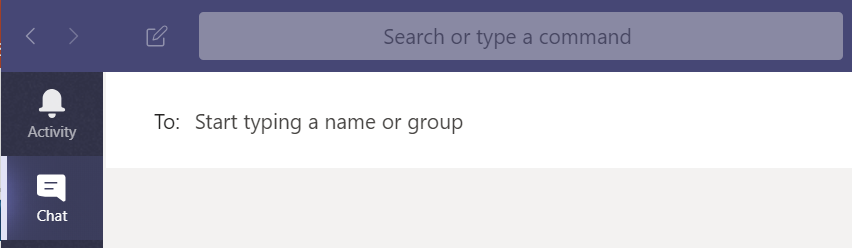 Search or type a command
Activity
To: Start typing a name or group
Chat